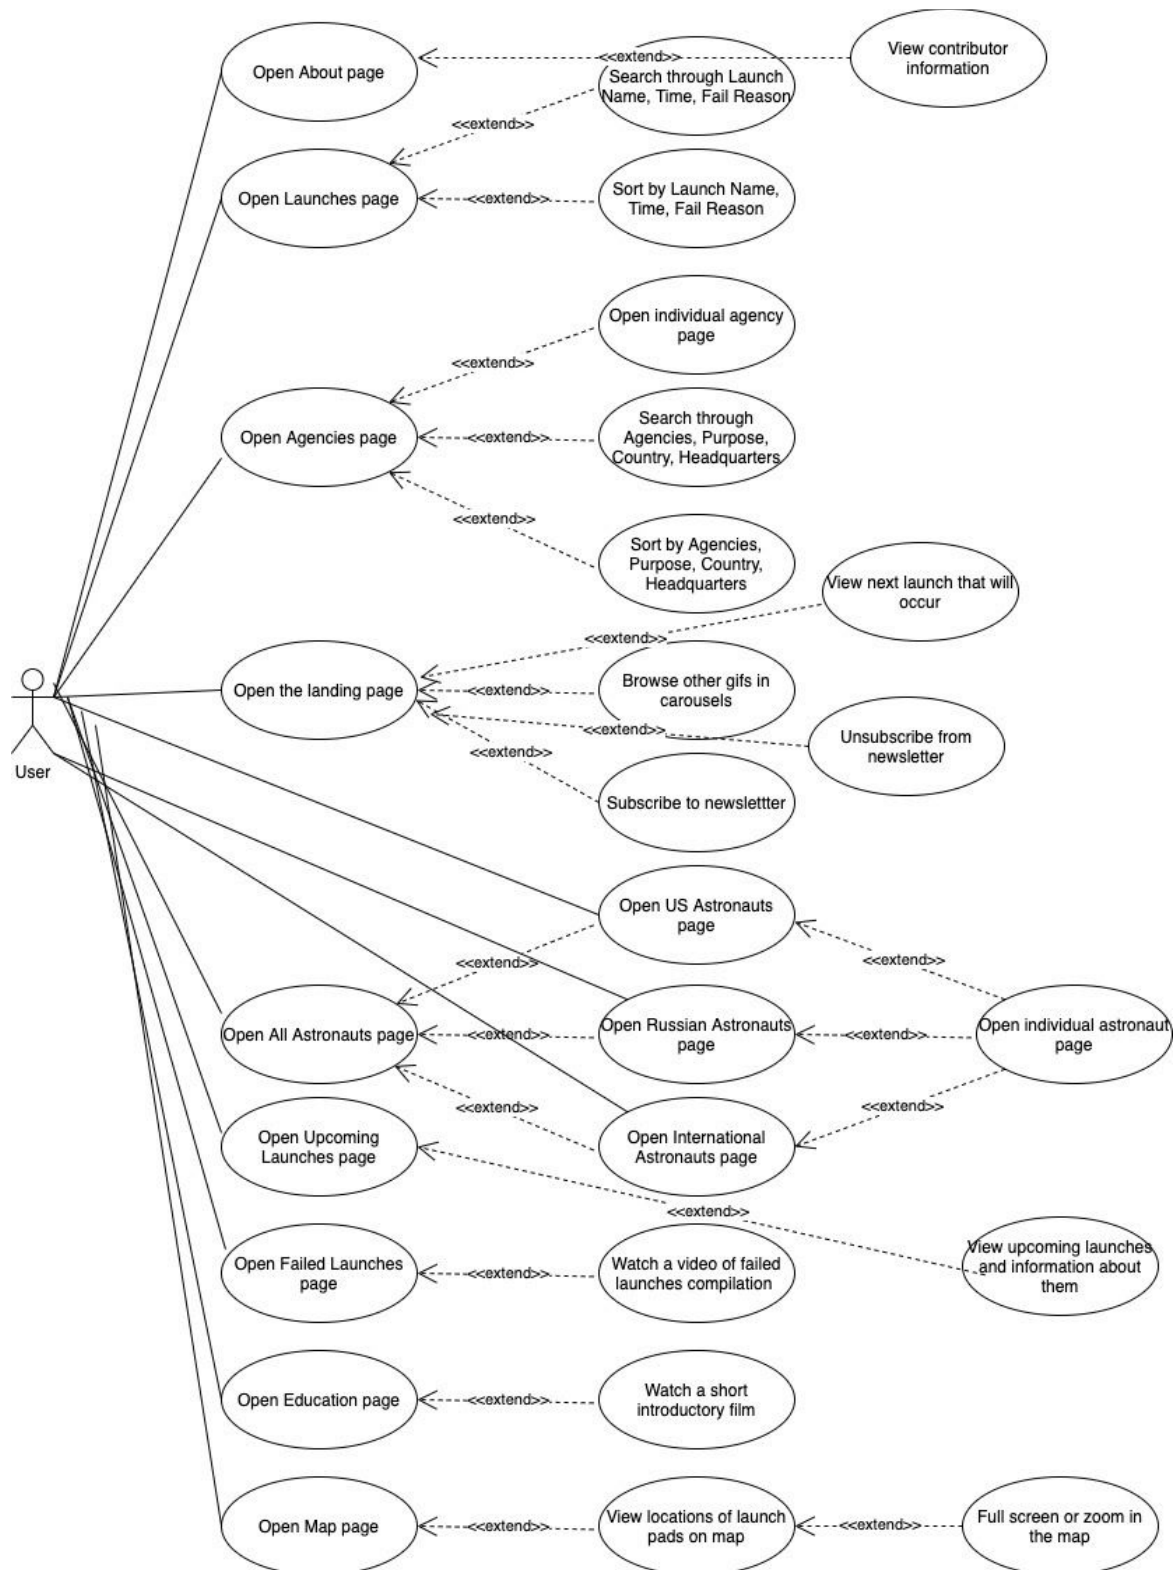 Open About page
<<extend>>
View contributor
information
Search through Launch
Name, Time, Fail Reason
<<extend>>
Open Launches page
<<extend>>
Sort by Launch Name,
Time, Fail Reason
Open individual agency
page
<<extend>>
Open Agencies page
<<extend>>
Search through
Agencies, Purpose,
Country, Headquarters
<<extend>>
Sort by Agencies,
Purpose, Country,
Headquarters
View next launch that will
occur
<<extend>>
Open the landing page
<<extend>>
Browse other gifs in
carousels
<<extend>>
Unsubscribe from
newsletter
<<extend>>
User
Subscribe to newslettter
Open US Astronauts
page
<<extend>>
<<extend>>
Open All Astronauts page
<<extend>>
Open Russian Astronauts
page
<<extend>>
Open individual astronaut
page
<<extend>>
<<extend>>
Open Upcoming
Launches page
Open International
Astronauts page
<<extend>>
View upcoming launches
and information about
them
Open Failed Launches
page
<<extend>>
Watch a video of failed
launches compilation
Open Education page
<<extend>>
Watch a short
introductory film
Open Map page
<<extend>>
View locations of launch
pads on map
<<extend>>
Full screen or zoom in
the map